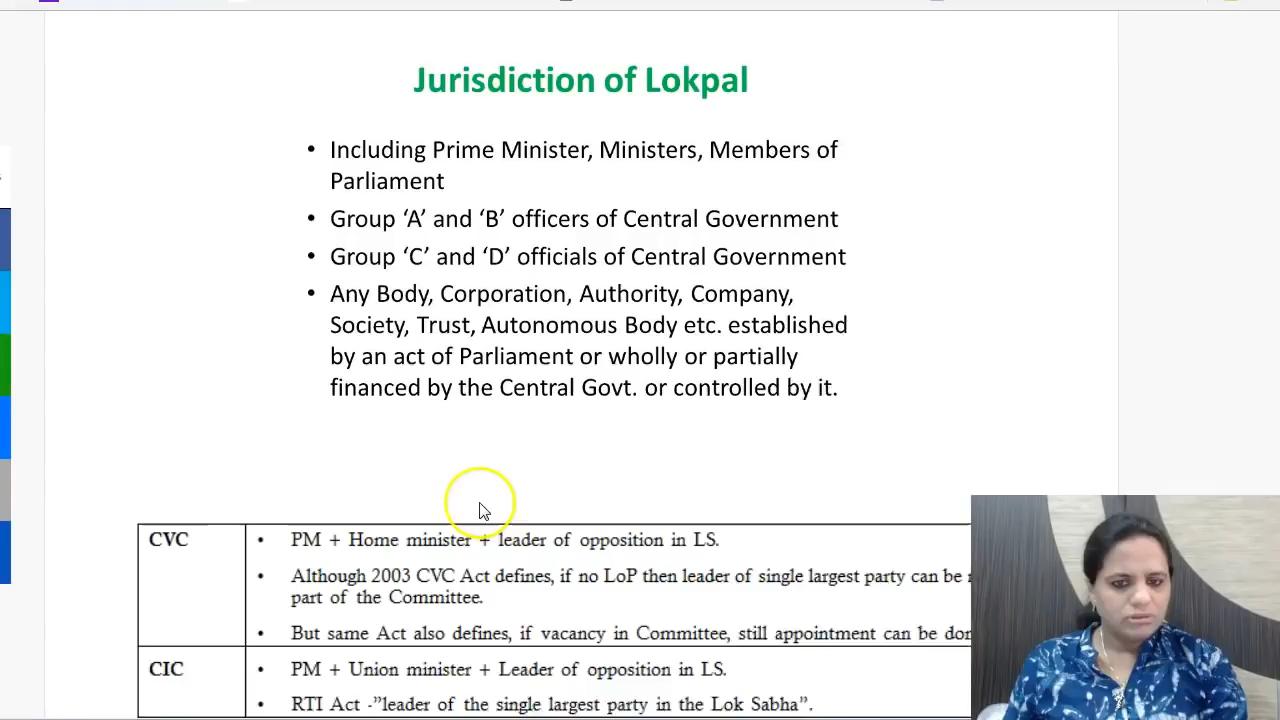 Jurisdiction of Lokpal
• Including Prime Minister, Ministers, Members of
Parliament
• Group ‘A’ and ‘B’ officers of Central Government
• Group ‘C’ and ‘D’ officials of Central Government
• Any Body, Corporation, Authority, Company,
Society, Trust, Autonomous Body etc. established
by an act of Parliament or wholly or partially
financed by the Central Govt. or controlled by it.
CVC
• PM + Home minister + leader of opposition in LS.
• Although 2003 CVC Act defines, if no LoP then leader of single largest party can be
part of the Committee.
• But same Act also defines, if vacancy in Committee, still appointment can be
CIC
• PM + Union minister + Leader of opposition in LS.
• RTI Act -”leader of the single largest party in the Lok Sabha”.